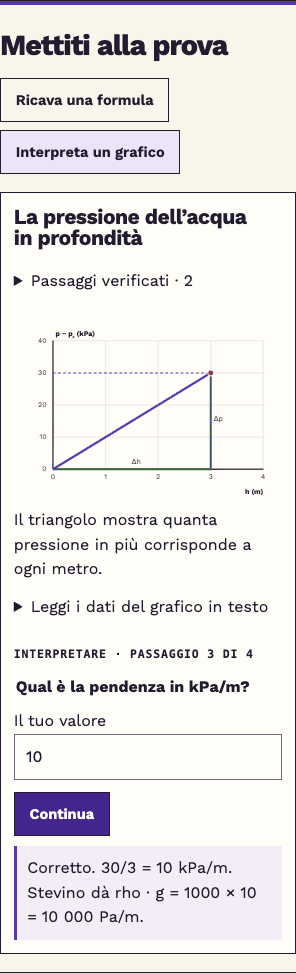 Mettiti alla prova
Ricava una formula
Interpreta un grafico
La pressione dell’acqua
in profondità
▶ Passaggi verificati · 2
p − p₀ (kPa)
40
30
20
10
0
Δp
Δh
0 1 2 3 4
h (m)
Il triangolo mostra quanta
pressione in più corrisponde a
ogni metro.
▶ Leggi i dati del grafico in testo
INTERPRETARE · PASSAGGIO 3 DI 4
Qual è la pendenza in kPa/m?
Il tuo valore
10
Continua
Corretto. 30/3 = 10 kPa/m.
Stevino dà rho · g = 1000 × 10
= 10 000 Pa/m.